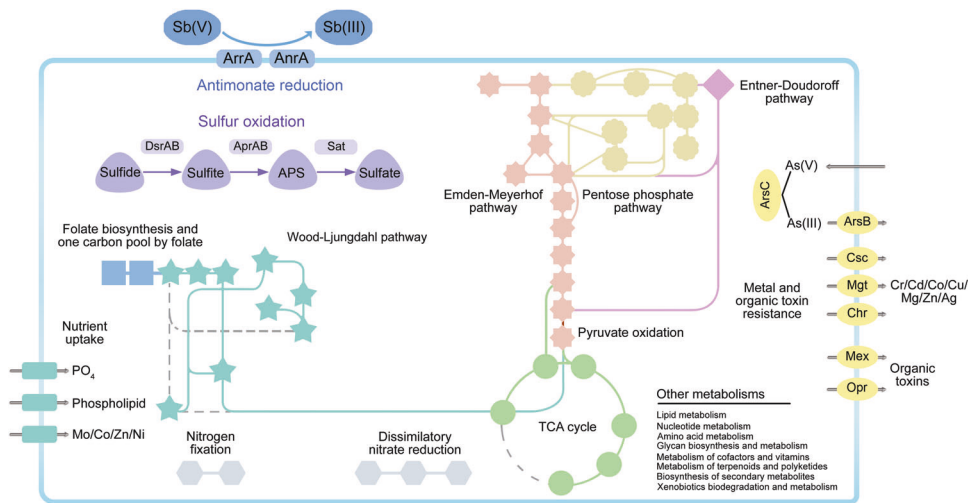 Sb(V)
Sb(III)
ArrA
AnrA
Antimonate reduction
Sulfur oxidation
DsrAB
AprAB
Sat
Sulfide
Sulfite
APS
Sulfate
Entner-Doudoroff
pathway
Emden-Meyerhof
pathway
Pentose phosphate
pathway
As(V)
ArsC
As(III)
ArsB
Csc
Mgt
Chr
Cr/Cd/Co/Cu/
Mg/Zn/Ag
Metal and
organic toxin
resistance
Mex
Opr
Organic
toxins
Folate biosynthesis and
one carbon pool by folate
Wood-Ljungdahl pathway
Nutrient
uptake
PO4
Phospholipid
Mo/Co/Zn/Ni
Pyruvate oxidation
TCA cycle
Nitrogen
fixation
Dissimilatory
nitrate reduction
Other metabolisms
Lipid metabolism
Nucleotide metabolism
Amino acid metabolism
Glycan biosynthesis and metabolism
Metabolism of cofactors and vitamins
Metabolism of terpenoids and polyketides
Biosynthesis of secondary metabolites
Xenobiotics biodegradation and metabolism